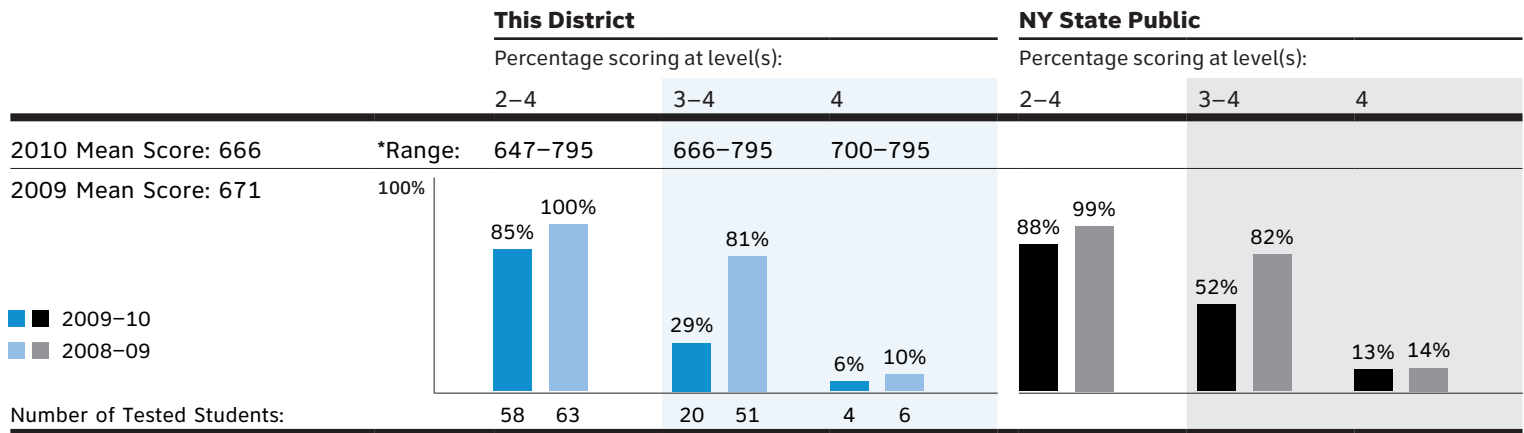 This District NY State Public
Percentage scoring at level(s): Percentage scoring at level(s):
2–4 3–4 4 2–4 3–4 4
2010 Mean Score: 666 *Range: 647–795 666–795 700–795
2009 Mean Score: 671 100%
85% 100% 29% 81% 6% 10% 88% 99% 52% 82% 13% 14%
2009–10
2008–09
Number of Tested Students: 58 63 20 51 4 6